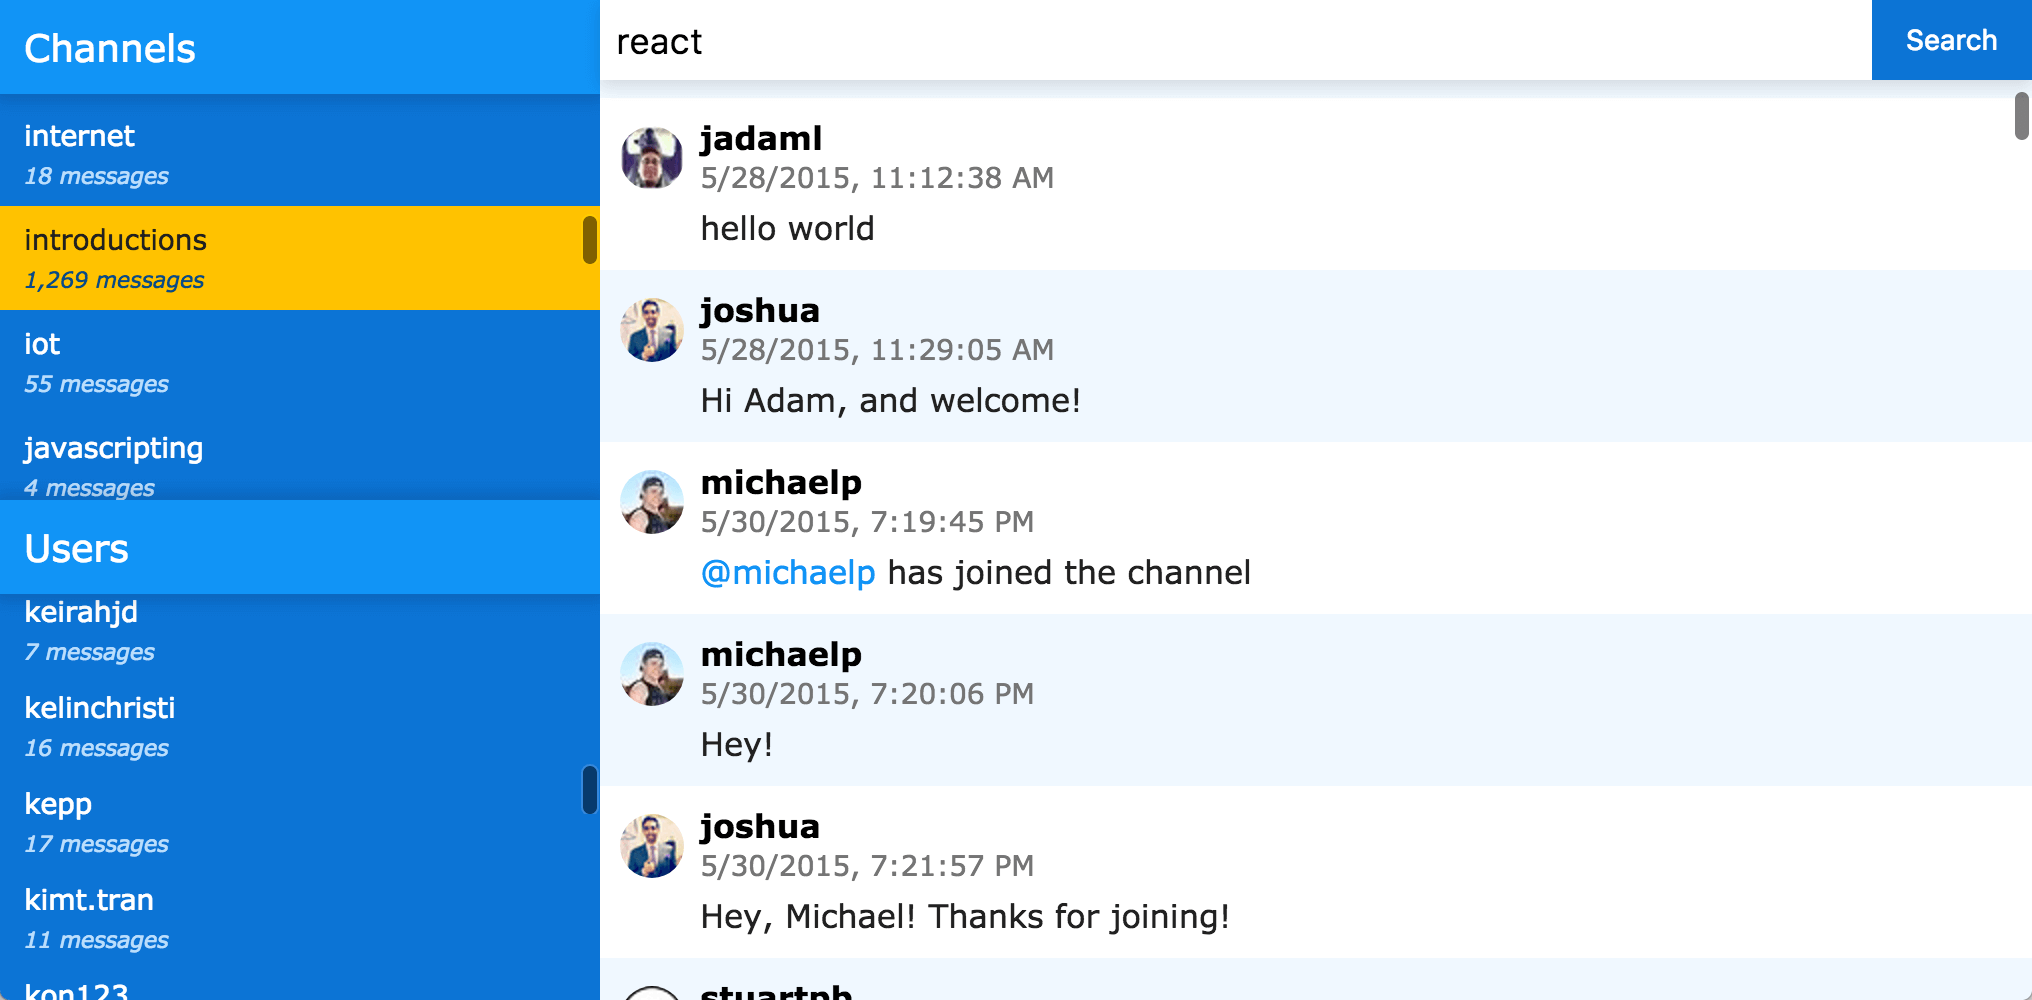 Channels
internet
18 messages
introductions
1,269 messages
iot
55 messages
javascripting
4 messages
Users
keirahjd
7 messages
kelinchristi
16 messages
kepp
17 messages
kimt.tran
11 messages
kon123
react
Search
jadaml
5/28/2015, 11:12:38 AM
hello world
joshua
5/28/2015, 11:29:05 AM
Hi Adam, and welcome!
michaelp
5/30/2015, 7:19:45 PM
@michaelp has joined the channel
michaelp
5/30/2015, 7:20:06 PM
Hey!
joshua
5/30/2015, 7:21:57 PM
Hey, Michael! Thanks for joining!